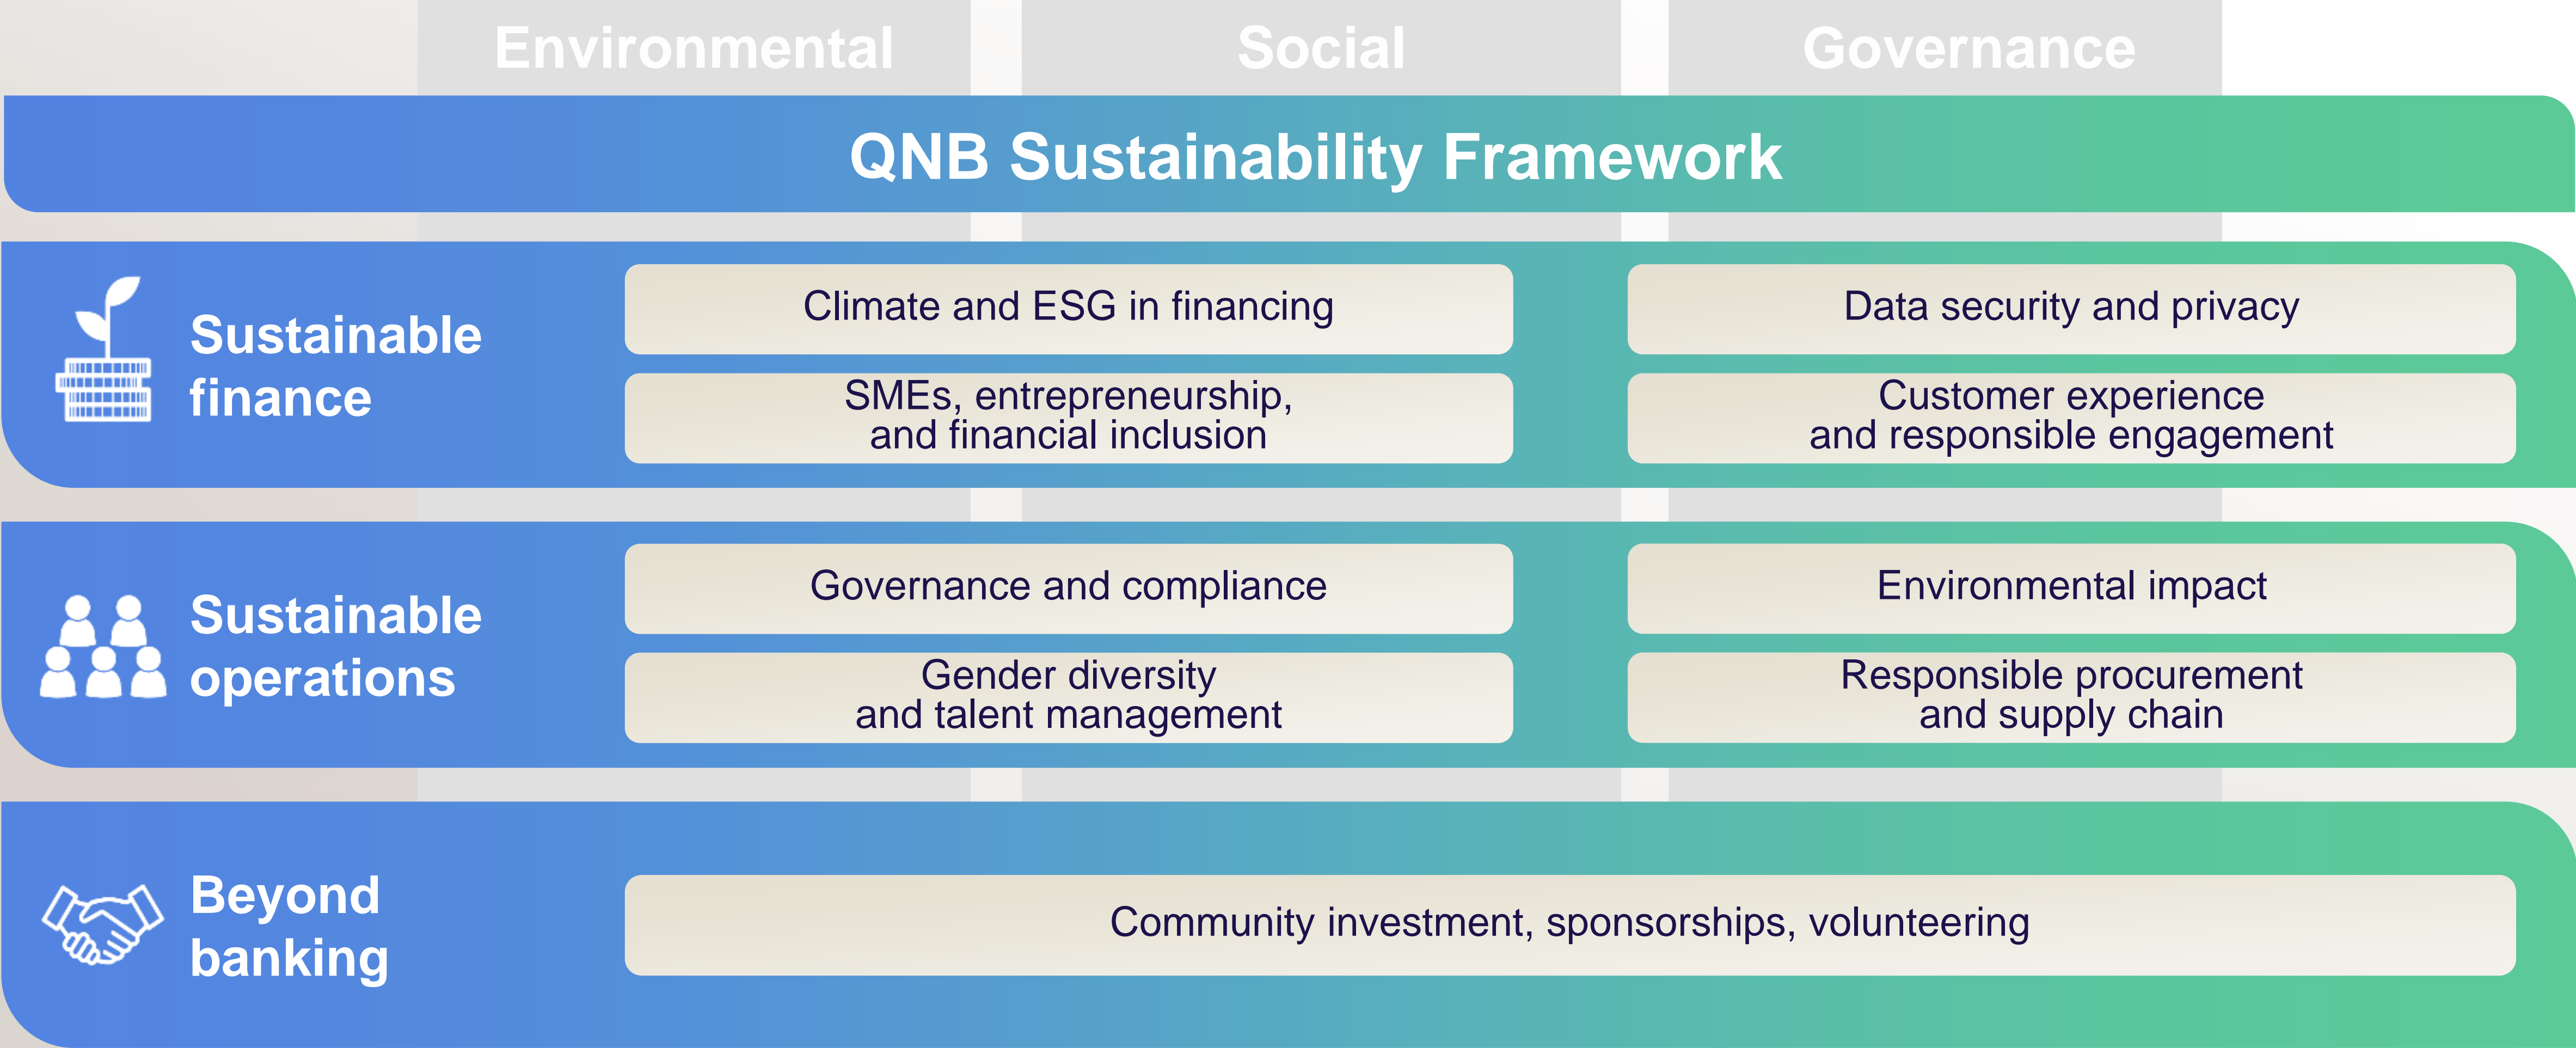 Environmental
Social
Governance
QNB Sustainability Framework
Sustainable
finance
Climate and ESG in financing
Data security and privacy
SMEs, entrepreneurship,
and financial inclusion
Customer experience
and responsible engagement
Sustainable
operations
Governance and compliance
Environmental impact
Gender diversity
and talent management
Responsible procurement
and supply chain
Beyond
banking
Community investment, sponsorships, volunteering